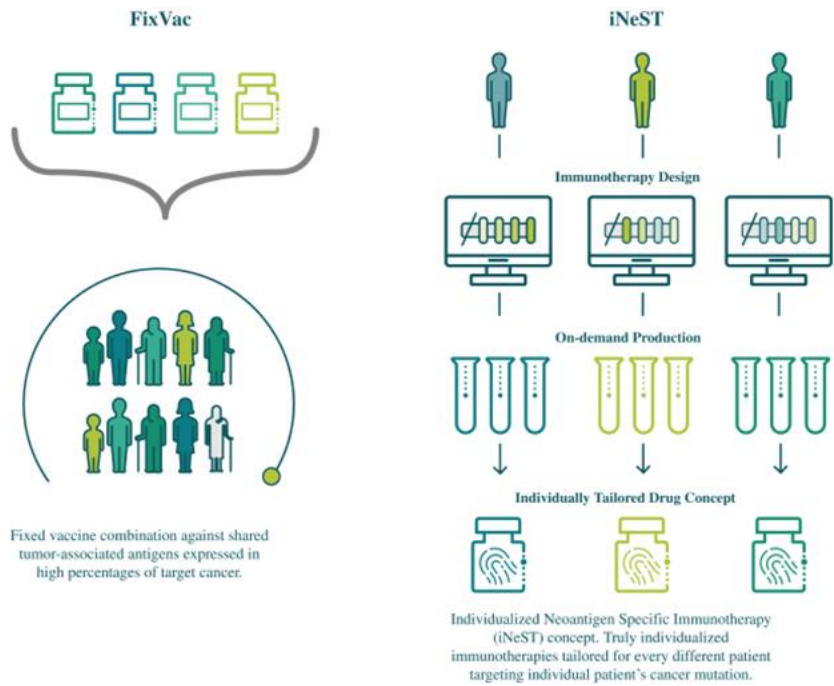 FixVac
Fixed vaccine combination against shared
tumor-associated antigens expressed in
high percentages of target cancer.
iNeST
Immunotherapy Design
On-demand Production
Individually Tailored Drug Concept
Individualized Neoantigen Specific Immunotherapy
(iNeST) concept. Truly individualized
immunotherapies tailored for every different patient
targeting individual patient's cancer mutation.